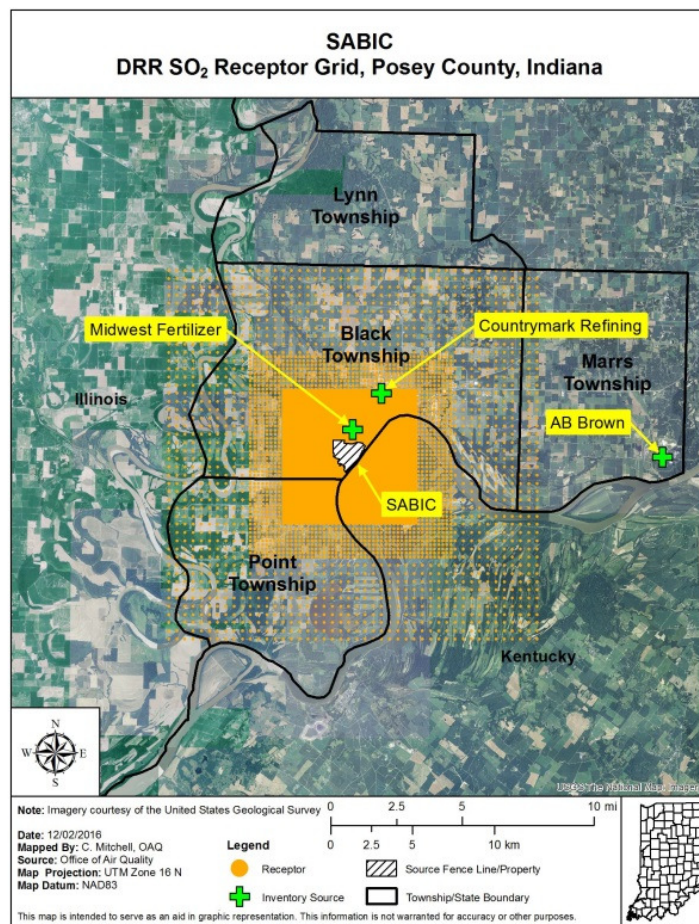 SABIC
DRR SO₂ Receptor Grid, Posey County, Indiana
Lynn
Township
Midwest Fertilizer
Black
Township
Countrymark Refining
Marrs
Township
Illinois
AB Brown
SABIC
Point
Township
Kentucky
USGS The National Map: Imagery
N
W
E
S
Note: Imagery courtesy of the United States Geological Survey
Date: 12/02/2016
Mapped By: C. Mitchell, OAQ
Source: Office of Air Quality
Map Projection: UTM Zone 16 N
Map Datum: NAD83
0 2.5 5 10 mi
0 2.5 5 10 km
Legend
Receptor
Source Fence Line/Property
Inventory Source
Township/State Boundary
This map is intended to serve as an aid in graphic representation. This information is not warranted for accuracy or other purposes.